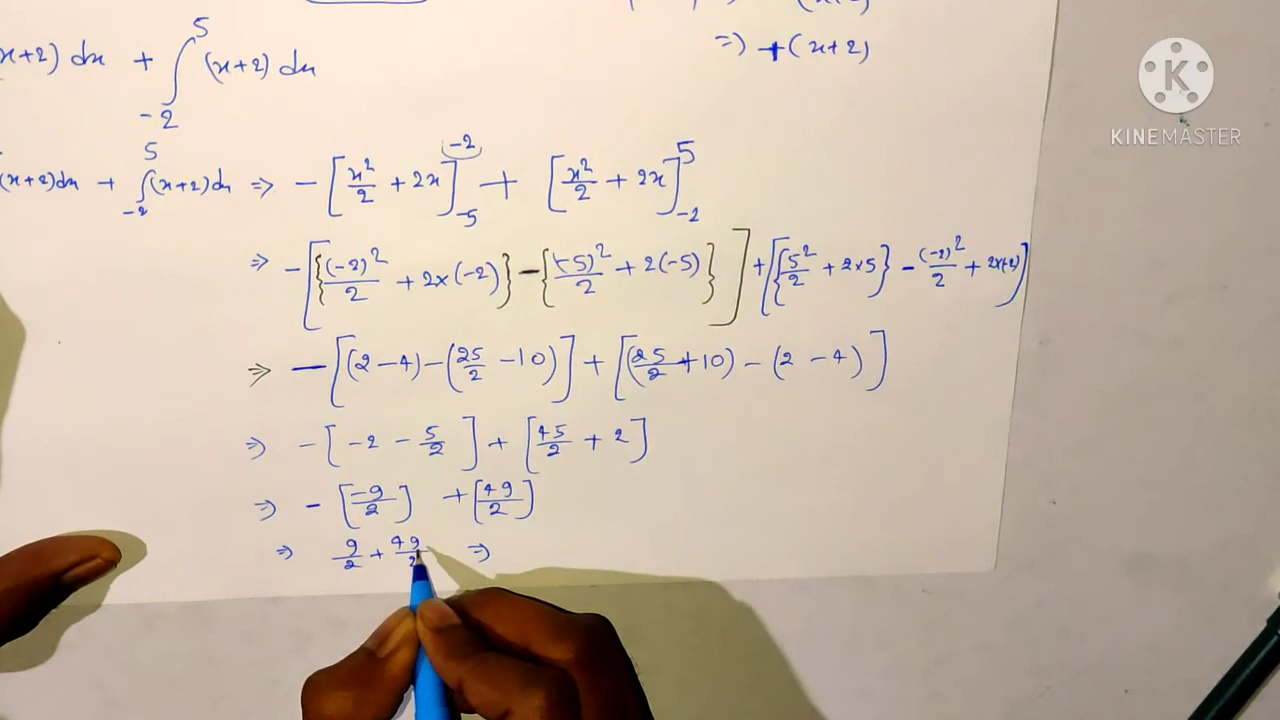 5
x+2) dx + ∫ (x+2) dx
-2
=) +(x+2)
KINEMASTER
(x+2)dx + ∫_{-2}^{5} (x+2)dx => - [x²/2 + 2x]_{-5}^{-2} + [x²/2 + 2x]_{-2}^{5}
=> - [{(-2)²/2 + 2×(-2)} - {(-5)²/2 + 2(-5)}] + [{5²/2 + 2×5} - (-2)²/2 + 2×(-2)]
=> - [(2-4) - (25/2 - 10)] + [(25/2 + 10) - (2 - 4)]
=> - [-2 - 5/2] + [45/2 + 2]
=> - [-9/2] + [49/2]
=> 9/2 + 49/2 =>